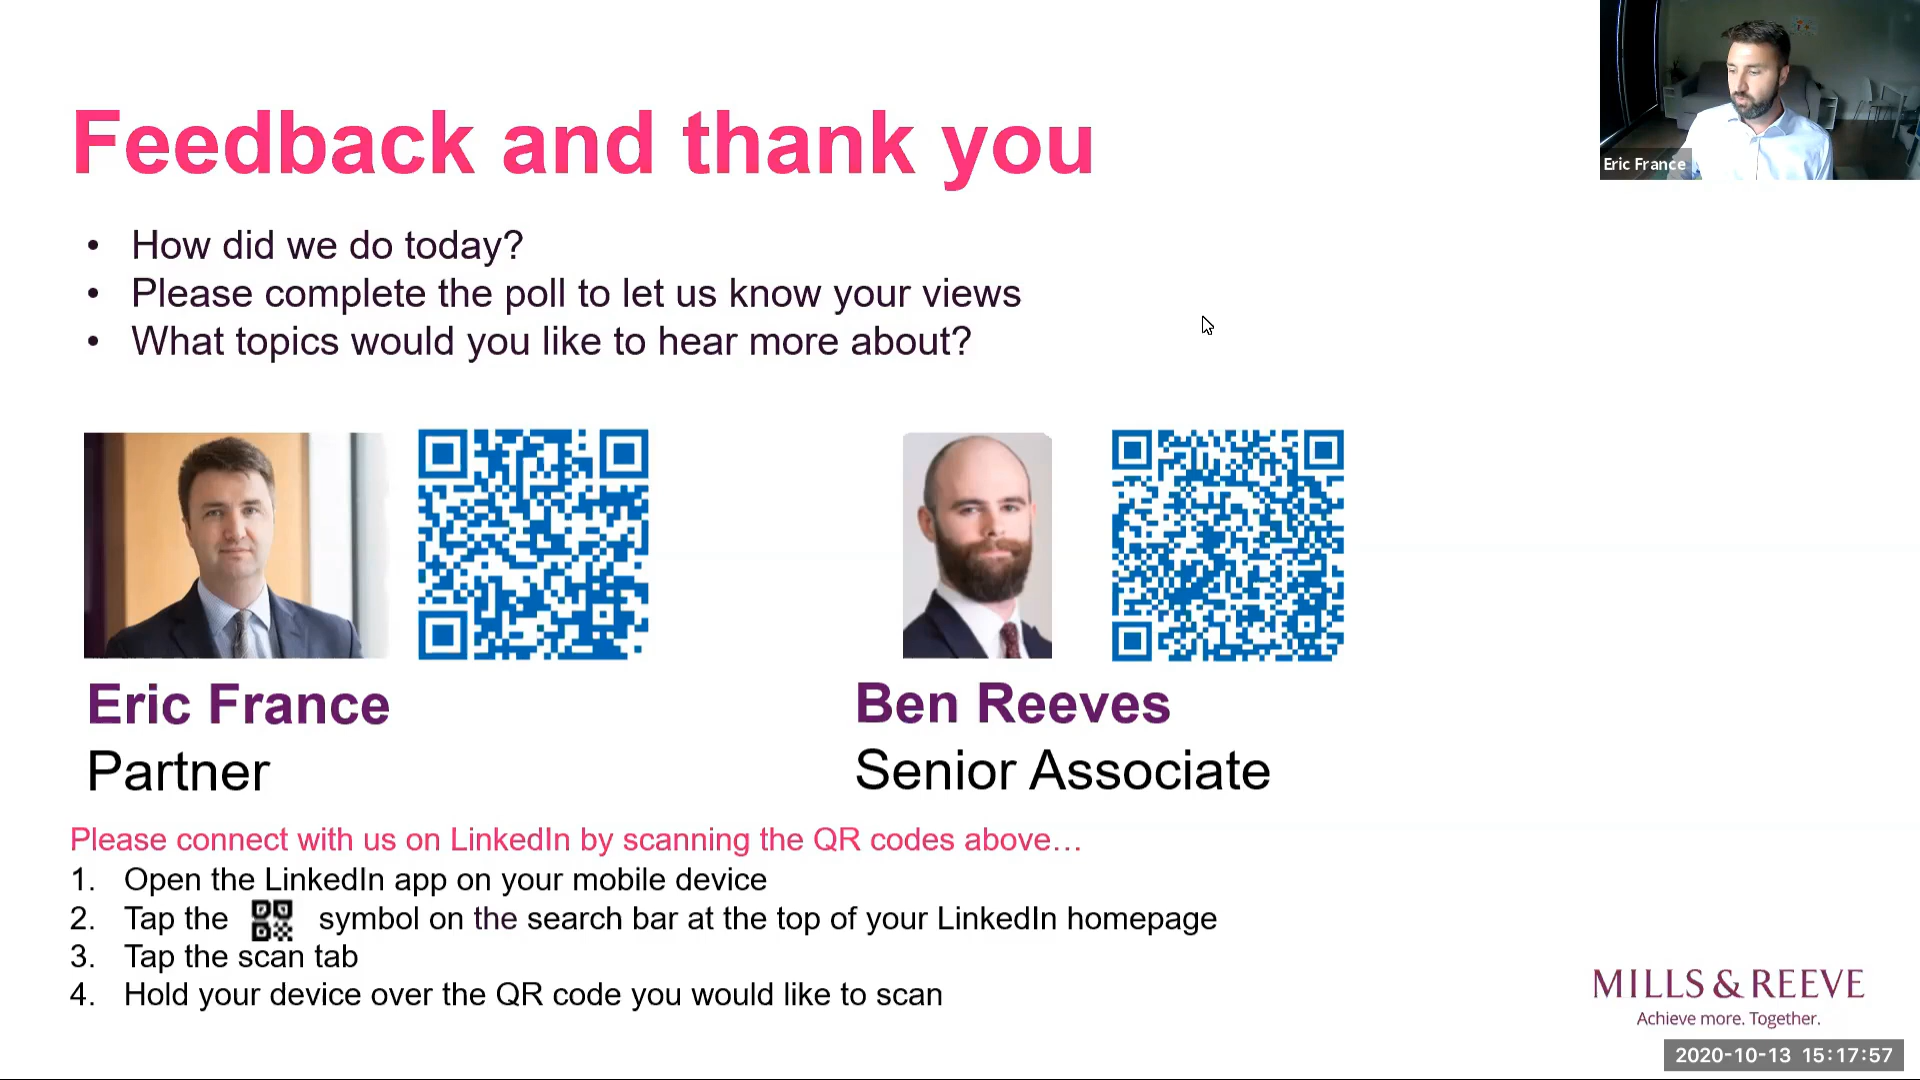 Feedback and thank you
Eric France
• How did we do today?
• Please complete the poll to let us know your views
• What topics would you like to hear more about?
Eric France
Partner
Ben Reeves
Senior Associate
Please connect with us on LinkedIn by scanning the QR codes above…
1. Open the LinkedIn app on your mobile device
2. Tap the symbol on the search bar at the top of your LinkedIn homepage
3. Tap the scan tab
4. Hold your device over the QR code you would like to scan
MILLS & REEVE
Achieve more. Together.
2020-10-13 15:17:57